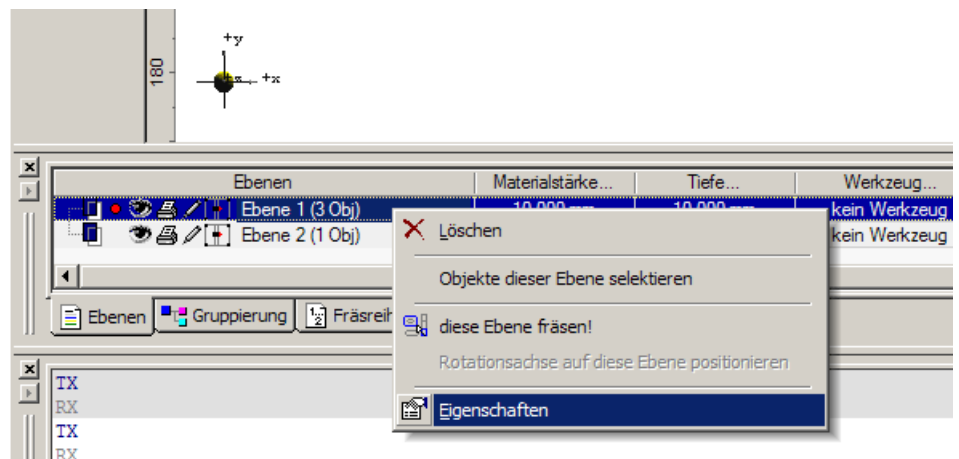 +y
180
+x
Ebenen Materialstärke... Tiefe... Werkzeug...
Ebene 1 (3 Obj) kein Werkzeug
Ebene 2 (1 Obj) kein Werkzeug
Löschen
Objekte dieser Ebene selektieren
Ebenen Gruppierung Fräsreih
diese Ebene fräsen!
Rotationsachse auf diese Ebene positionieren
Eigenschaften
TX
RX
TX
RX